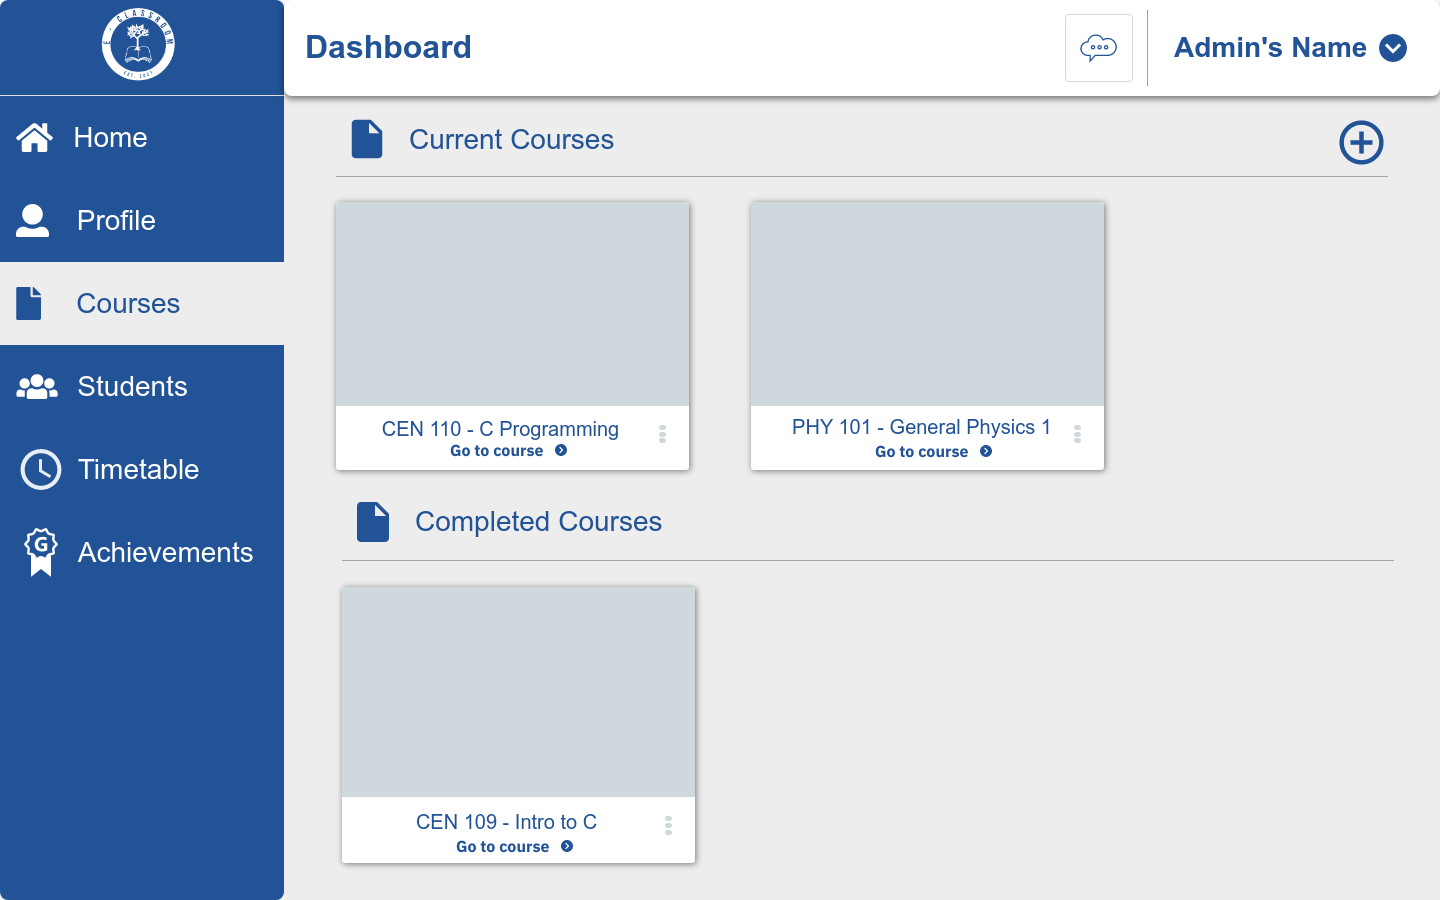 E - CLASSROOM
EST. 2021
Dashboard
Admin's Name
Home
Profile
Courses
Students
Timetable
G
Achievements
Current Courses
CEN 110 - C Programming
Go to course
PHY 101 - General Physics 1
Go to course
Completed Courses
CEN 109 - Intro to C
Go to course